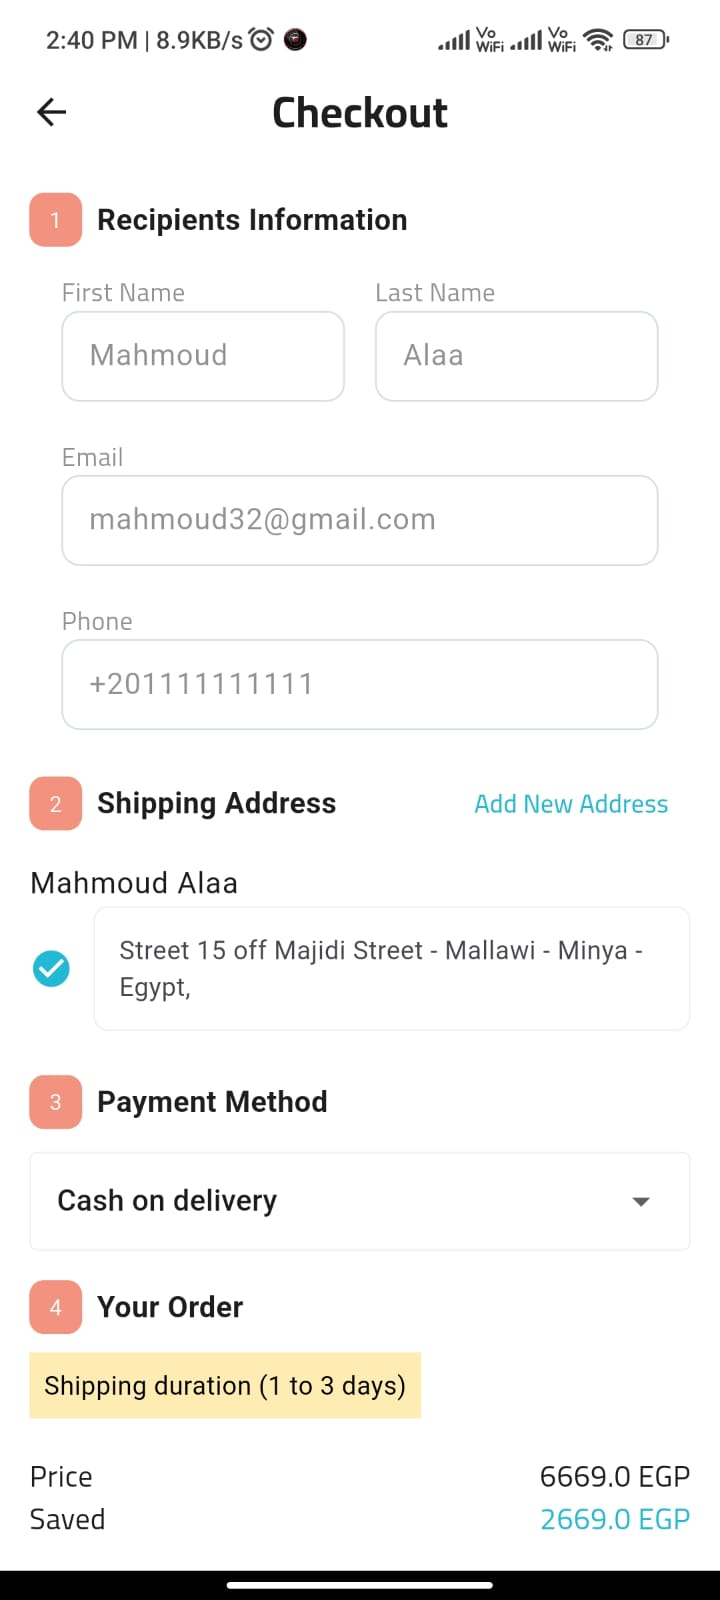 2:40 PM | 8.9KB/s Vo WiFi Vo WiFi 87
Checkout
1 Recipients Information
First Name Last Name
Mahmoud Alaa
Email
mahmoud32@gmail.com
Phone
+201111111111
2 Shipping Address Add New Address
Mahmoud Alaa
Street 15 off Majidi Street - Mallawi - Minya -
Egypt,
3 Payment Method
Cash on delivery
4 Your Order
Shipping duration (1 to 3 days)
Price 6669.0 EGP
Saved 2669.0 EGP